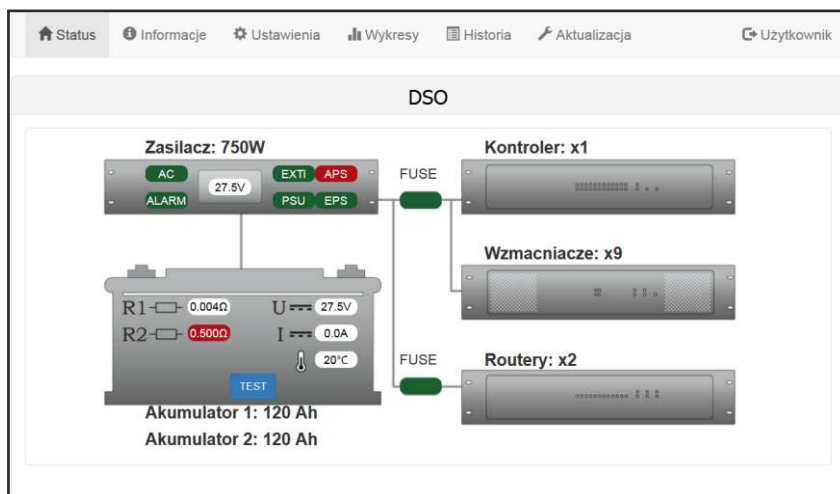 Status Informacje Ustawienia Wykresy Historia Aktualizacja Użytkownik
DSO
Zasilacz: 750W
AC EXTi APS
27.5V
ALARM PSU EPS
FUSE
Kontroler: x1
Wzmacniacze: x9
R1 0.004Ω U 27.5V
R2 0.500Ω I 0.0A
20°C
TEST
Akumulator 1: 120 Ah
Akumulator 2: 120 Ah
FUSE
Routery: x2